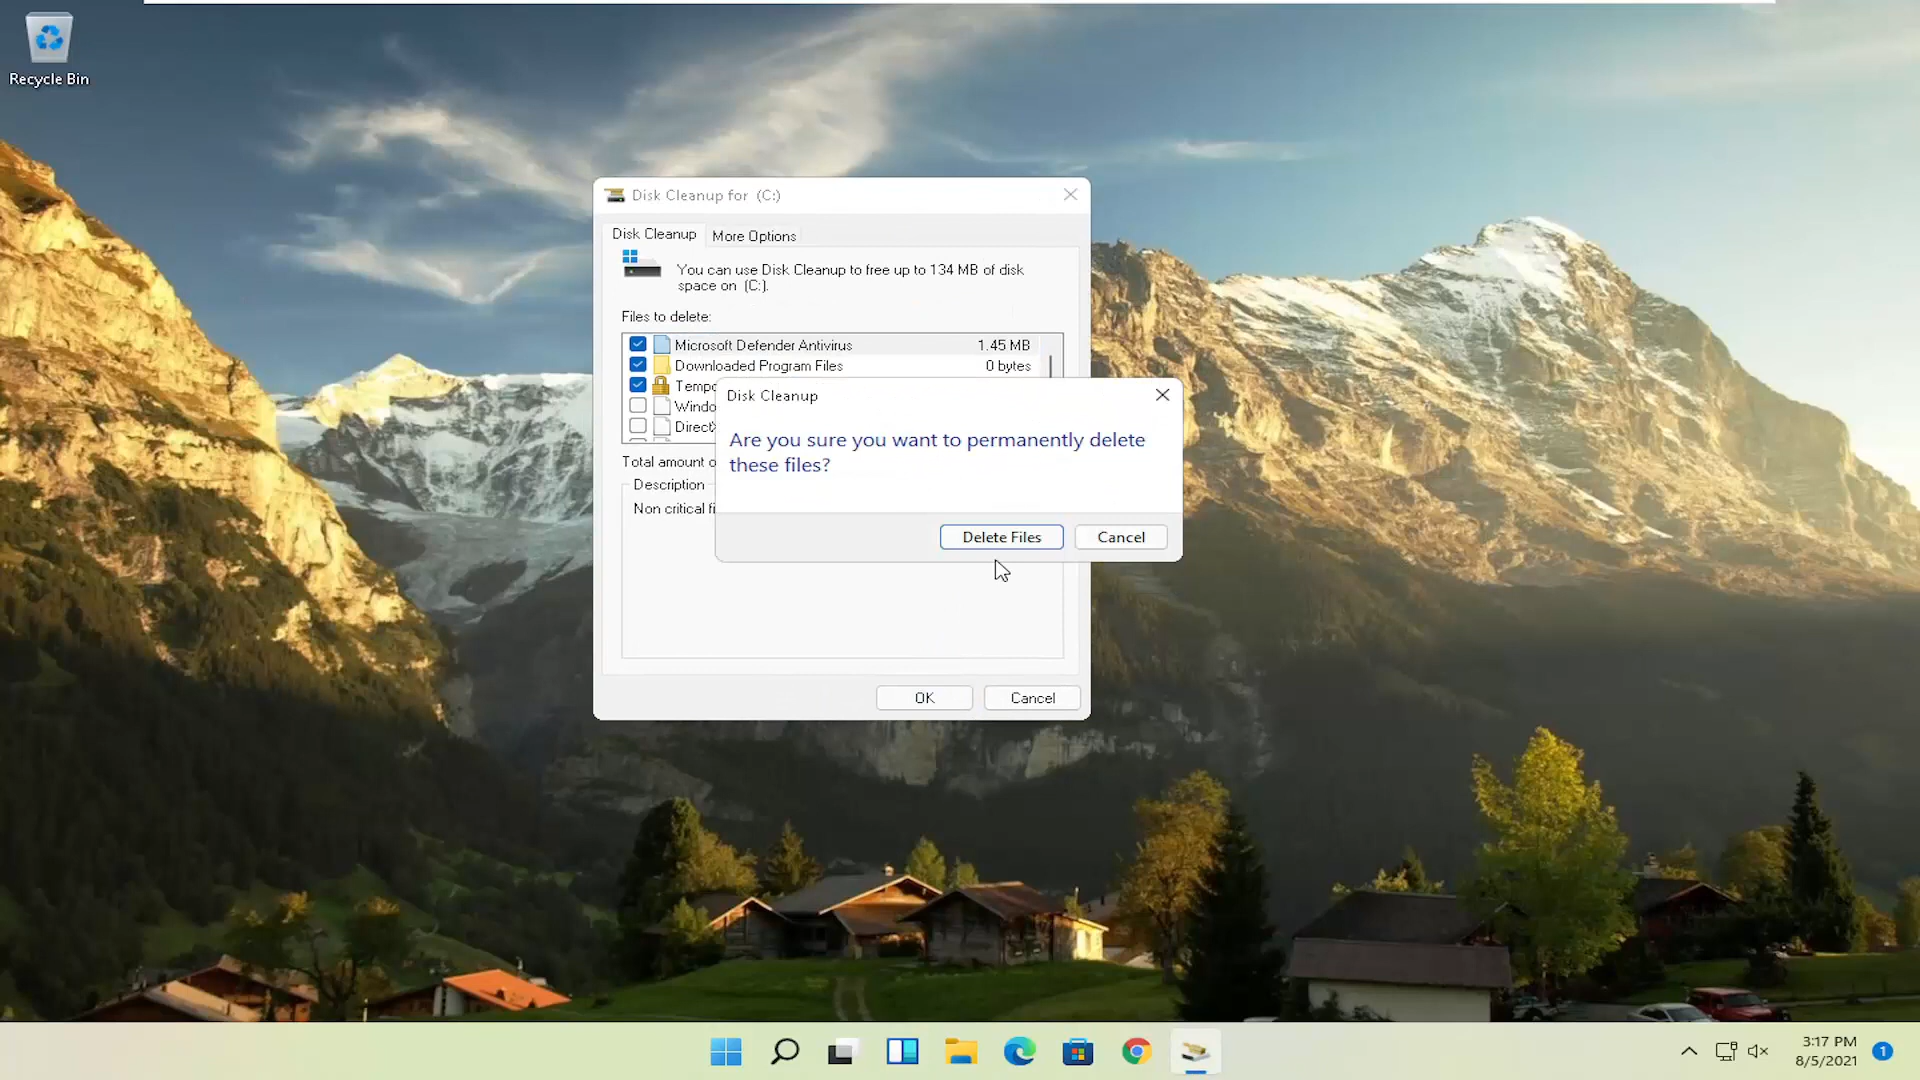 Recycle Bin
Disk Cleanup for (C:)
Disk Cleanup
More Options
You can use Disk Cleanup to free up to 134 MB of disk
space on (C:).
Files to delete:
Microsoft Defender Antivirus 1.45 MB
Downloaded Program Files 0 bytes
Disk Cleanup
Are you sure you want to permanently delete
these files?
Total amount
Description
Non critical
Delete Files
Cancel
OK
Cancel
3:17 PM
8/5/2021
1